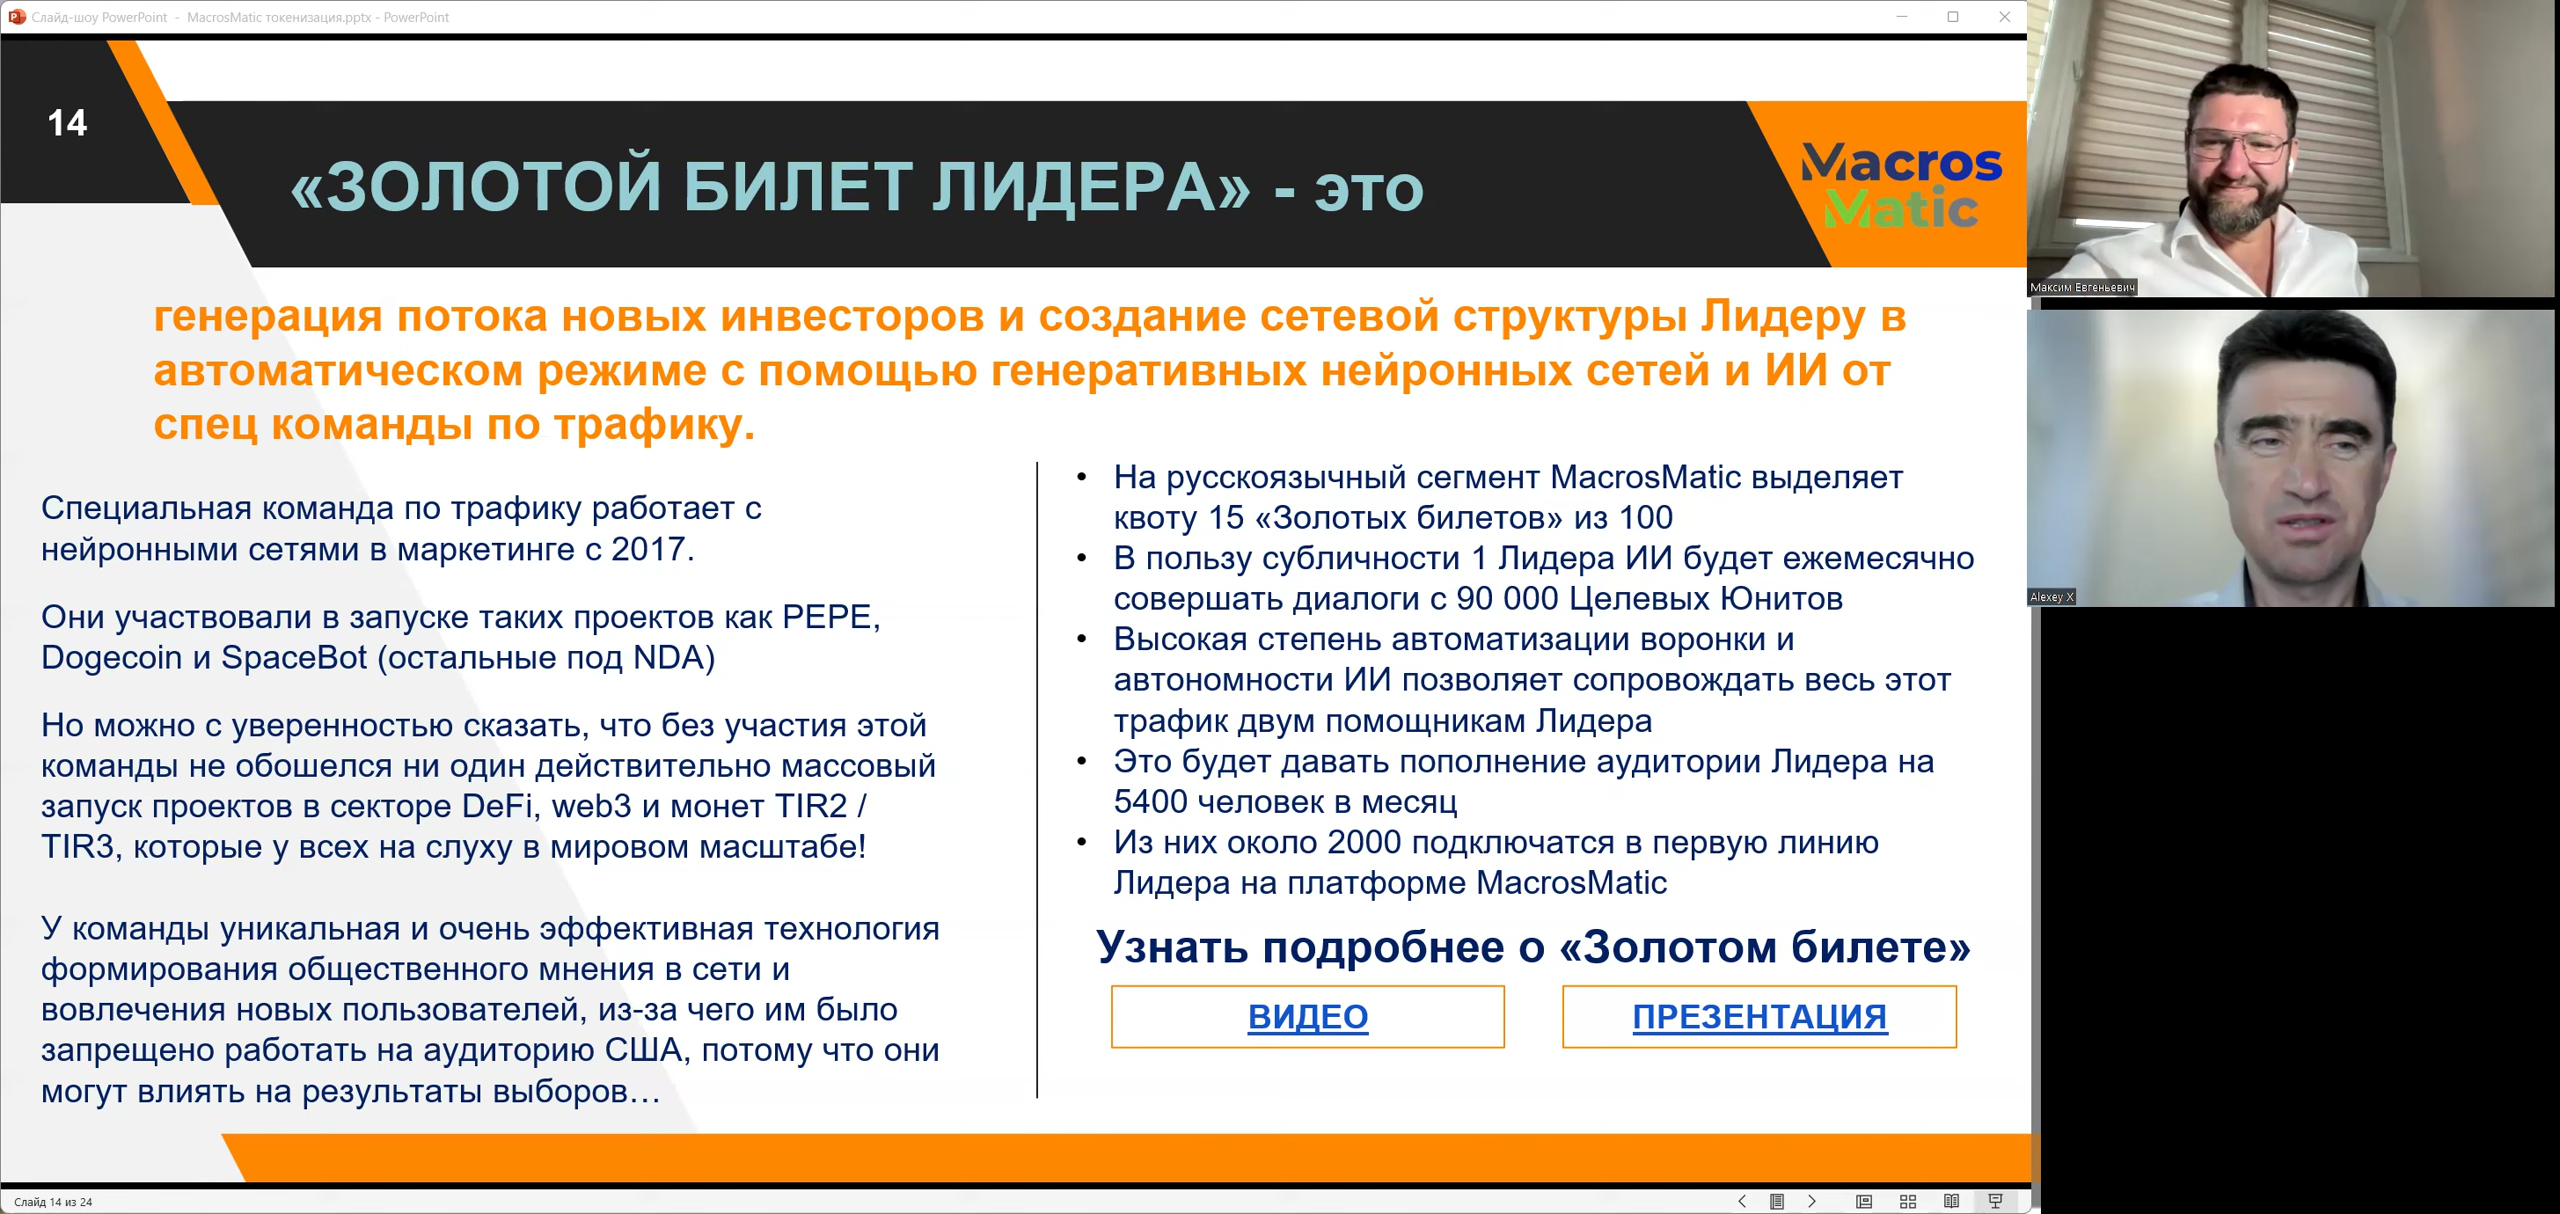 Слайд-шоу PowerPoint - MacrosMatic токенизация.pptx - PowerPoint
14
«ЗОЛОТОЙ БИЛЕТ ЛИДЕРА» - это
Macros
Matic
генерация потока новых инвесторов и создание сетевой структуры Лидеру в
автоматическом режиме с помощью генеративных нейронных сетей и ИИ от
спец команды по трафику.
Специальная команда по трафику работает с
нейронными сетями в маркетинге с 2017.
Они участвовали в запуске таких проектов как PEPE,
Dogecoin и SpaceBot (остальные под NDA)
Но можно с уверенностью сказать, что без участия этой
команды не обошелся ни один действительно массовый
запуск проектов в секторе DeFi, web3 и монет TIR2 /
TIR3, которые у всех на слуху в мировом масштабе!
У команды уникальная и очень эффективная технология
формирования общественного мнения в сети и
вовлечения новых пользователей, из-за чего им было
запрещено работать на аудиторию США, потому что они
могут влиять на результаты выборов…
• На русскоязычный сегмент MacrosMatic выделяет
квоту 15 «Золотых билетов» из 100
• В пользу субличности 1 Лидера ИИ будет ежемесячно
совершать диалоги с 90 000 Целевых Юнитов
• Высокая степень автоматизации воронки и
автономности ИИ позволяет сопровождать весь этот
трафик двум помощникам Лидера
• Это будет давать пополнение аудитории Лидера на
5400 человек в месяц
• Из них около 2000 подключатся в первую линию
Лидера на платформе MacrosMatic
Узнать подробнее о «Золотом билете»
ВИДЕО
ПРЕЗЕНТАЦИЯ
Слайд 14 из 24
Максим Евгеньевич
Alexey X